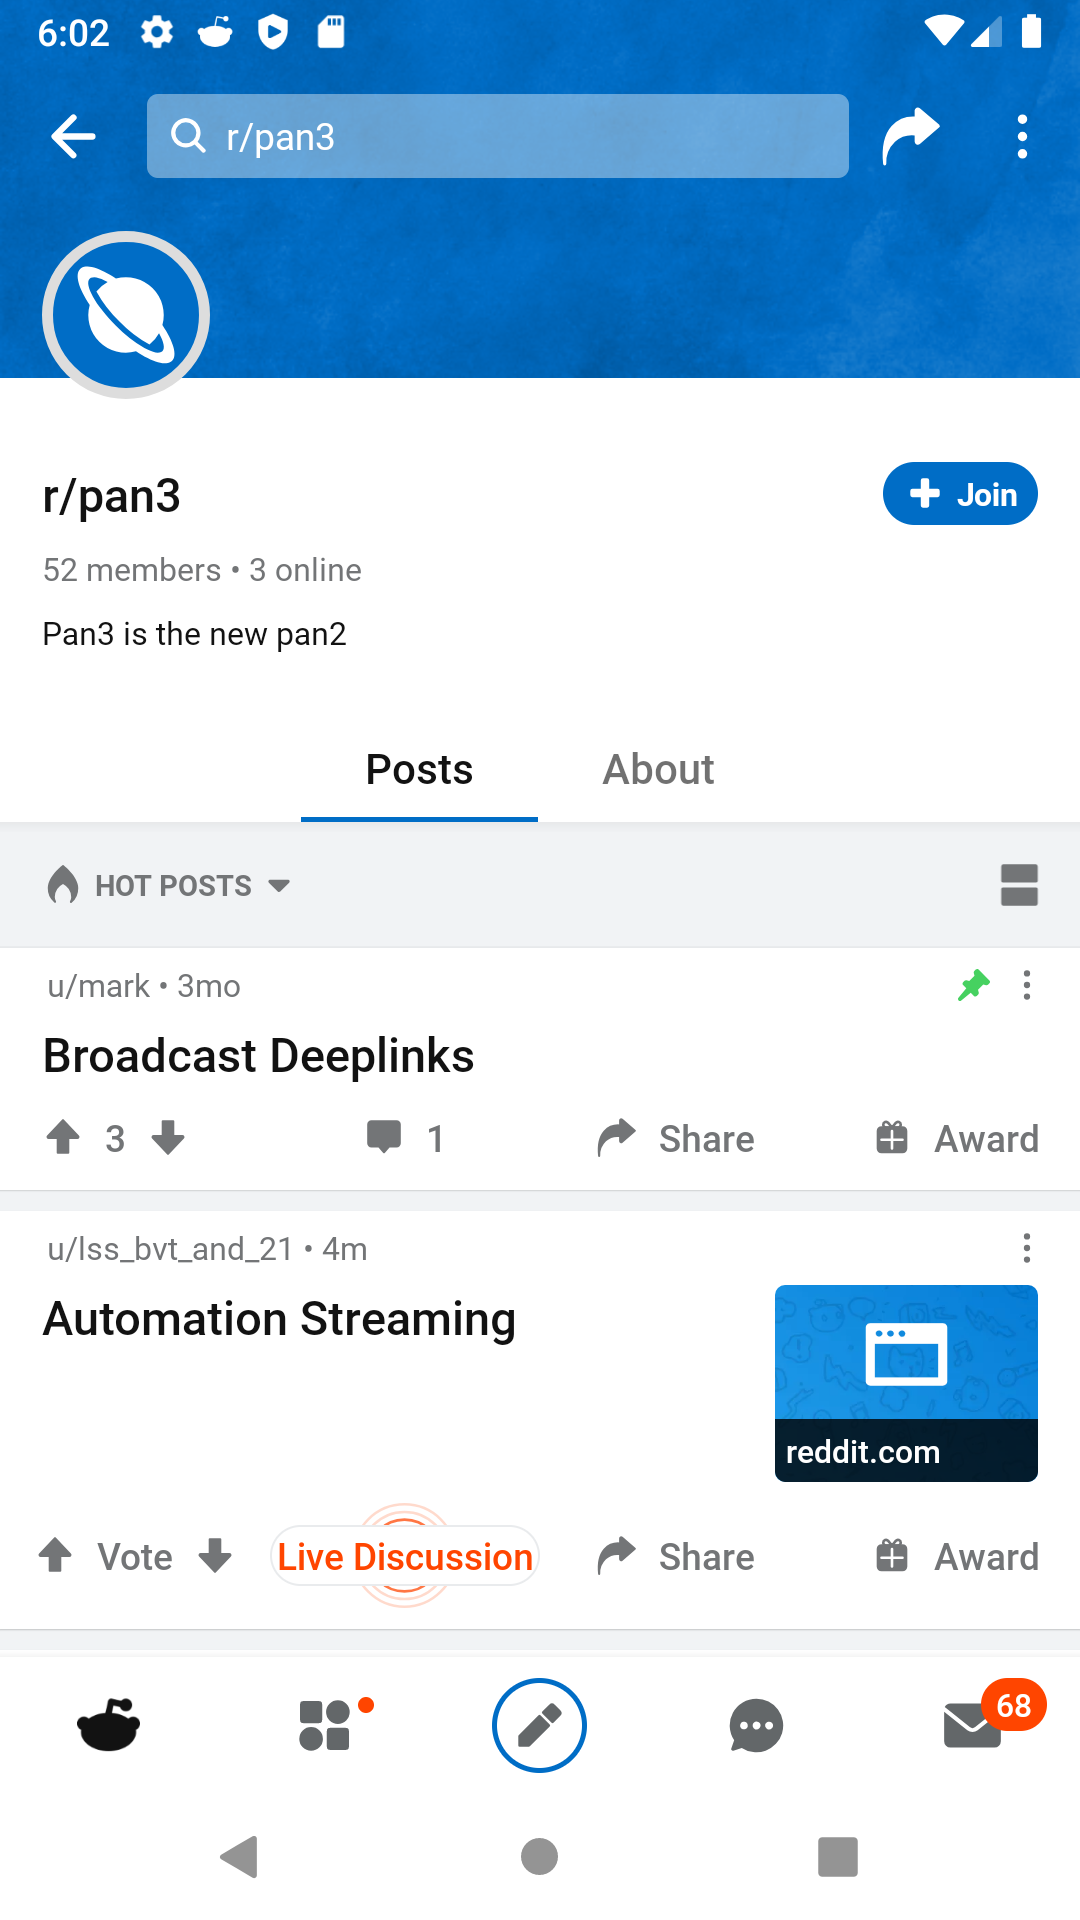 6:02
r/pan3
r/pan3
Join
52 members • 3 online
Pan3 is the new pan2
Posts
About
HOT POSTS
u/mark • 3mo
Broadcast Deeplinks
3
1
Share
Award
u/lss_bvt_and_21 • 4m
Automation Streaming
reddit.com
Vote
Live Discussion
Share
Award
68